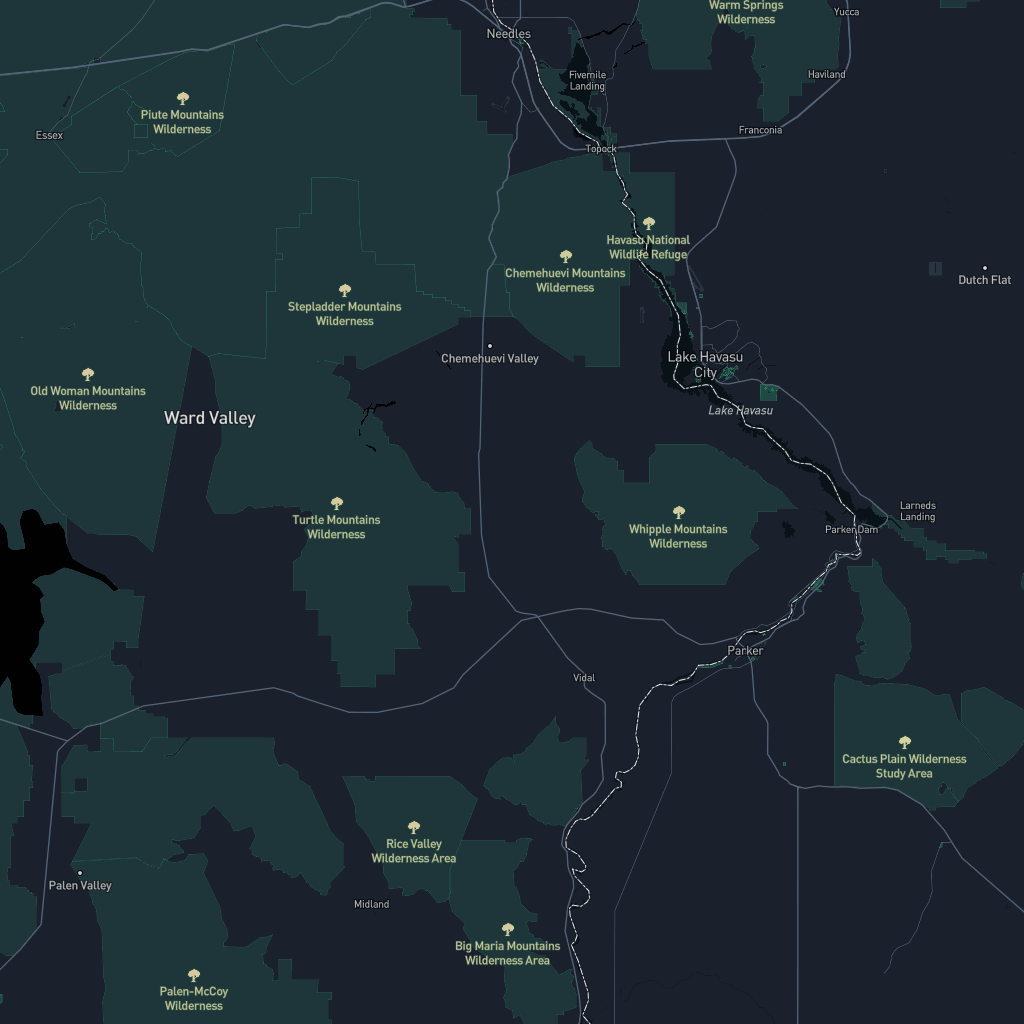 Warm Springs
Wilderness
Yucca
Needles
Fivemile
Landing
Haviland
Piute Mountains
Wilderness
Essex
Franconia
Topock
Havasu National
Wildlife Refuge
Chemehuevi Mountains
Wilderness
Dutch Flat
Stepladder Mountains
Wilderness
Chemehuevi Valley
Lake Havasu
City
Old Woman Mountains
Wilderness
Lake Havasu
Ward Valley
Larneds
Landing
Turtle Mountains
Wilderness
Whipple Mountains
Wilderness
Parker Dam
Parker
Vidal
Cactus Plain Wilderness
Study Area
Rice Valley
Wilderness Area
Palen Valley
Midland
Big Maria Mountains
Wilderness Area
Palen-McCoy
Wilderness